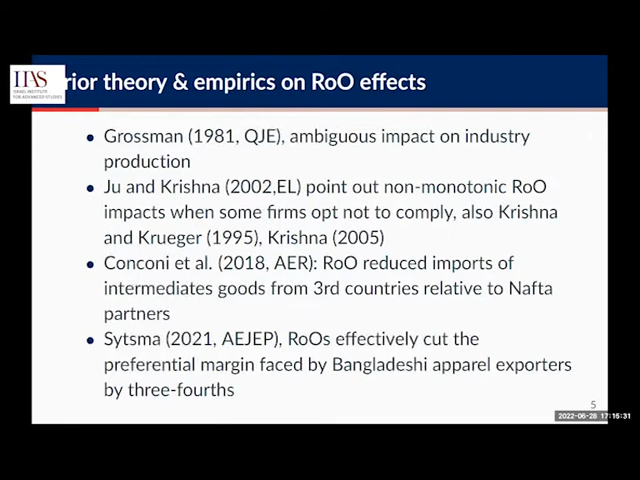 IIAS
ISRAEL INSTITUTE
FOR ADVANCED STUDIES
rior theory & empirics on RoO effects
Grossman (1981, QJE), ambiguous impact on industry
production
Ju and Krishna (2002,EL) point out non-monotonic RoO
impacts when some firms opt not to comply, also Krishna
and Krueger (1995), Krishna (2005)
Conconi et al. (2018, AER): RoO reduced imports of
intermediates goods from 3rd countries relative to Nafta
partners
Sytsma (2021, AEJEP), RoOs effectively cut the
preferential margin faced by Bangladeshi apparel exporters
by three-fourths
5
2022-06-28 17:15:31